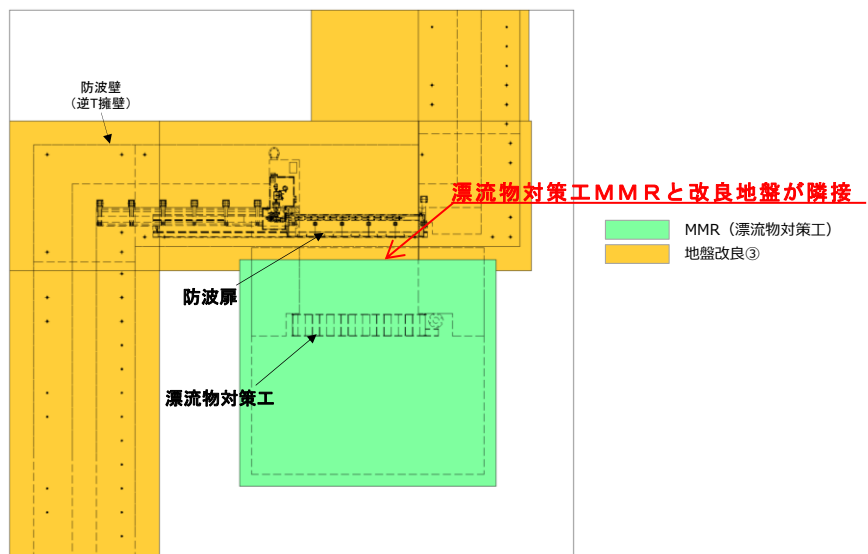 防波壁
(逆T擁壁)
漂流物対策工MMRと改良地盤が隣接
MMR(漂流物対策工)
地盤改良③
防波扉
漂流物対策工